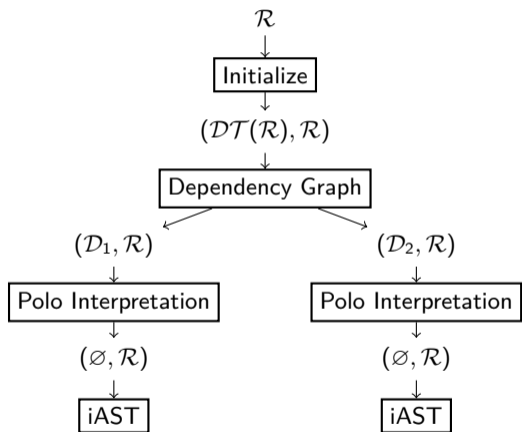 ℛ
Initialize
(𝒟𝒯(ℛ), ℛ)
Dependency Graph
(𝒟₁, ℛ) (𝒟₂, ℛ)
Polo Interpretation Polo Interpretation
(∅, ℛ) (∅, ℛ)
iAST iAST